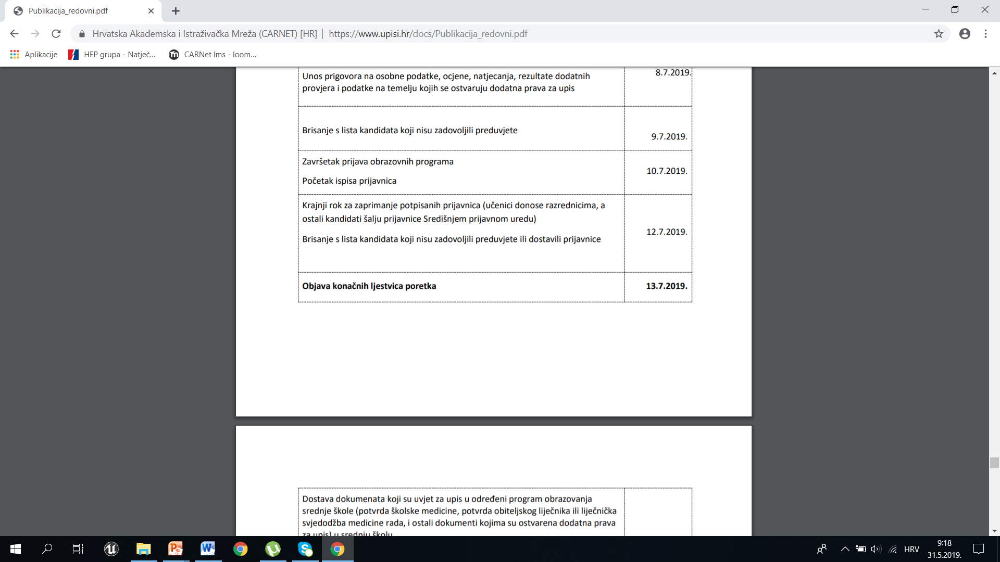 Publikacija_redovni.pdf
Hrvatska Akademska i Istraživačka Mreža (CARNET) [HR] | https://www.upisi.hr/docs/Publikacija_redovni.pdf
Aplikacije HEP grupa - Natječ... CARNet lms - loom...
Unos prigovora na osobne podatke, ocjene, natjecanja, rezultate dodatnih
provjera i podatke na temelju kojih se ostvaruju dodatna prava za upis
8.7.2019.
Brisanje s lista kandidata koji nisu zadovoljili preduvjete
9.7.2019.
Završetak prijava obrazovnih programa
Početak ispisa prijavnica
10.7.2019.
Krajnji rok za zaprimanje potpisanih prijavnica (učenici donose razrednicima, a
ostali kandidati šalju prijavnice Središnjem prijavnom uredu)
Brisanje s lista kandidata koji nisu zadovoljili preduvjete ili dostavili prijavnice
12.7.2019.
Objava konačnih ljestvica poretka
13.7.2019.
Dostava dokumenata koji su uvjet za upis u određeni program obrazovanja
srednje škole (potvrda školske medicine, potvrda obiteljskog liječnika ili liječnička
svjedodžba medicine rada, i ostali dokumenti kojima su ostvarena dodatna prava
za upis) u srednju školu
HRV
9:18
31.5.2019.